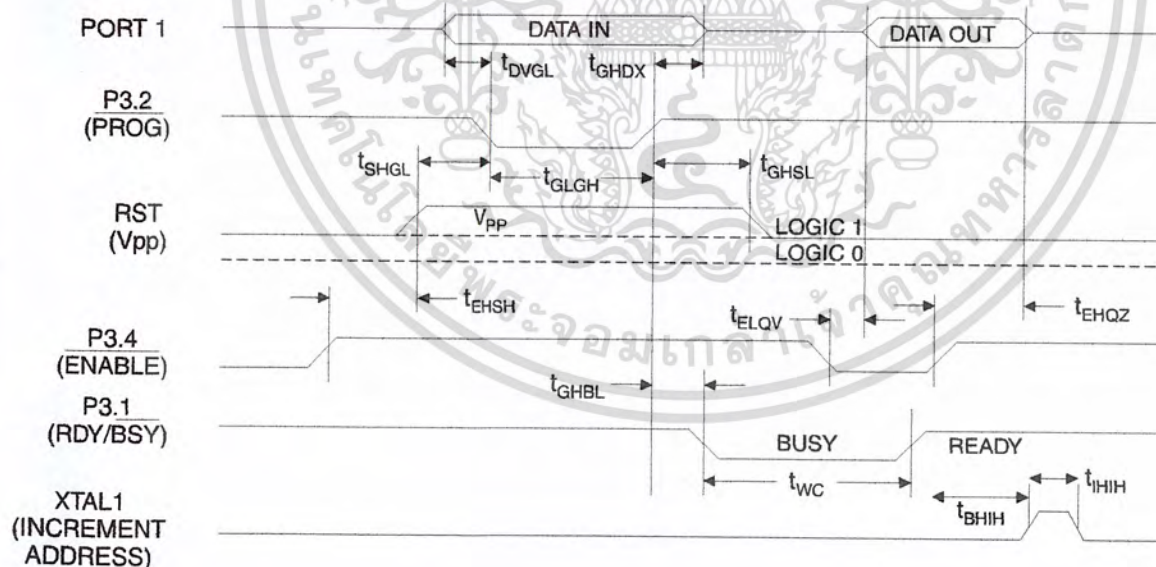 PORT 1
DATA IN
DATA OUT
tDVGL
tGHDX
P3.2
(PROG)
tSHGL
tGLGH
tGHSL
RST
(Vpp)
VPP
LOGIC 1
LOGIC 0
tEHSH
tELQV
tEHQZ
P3.4
(ENABLE)
tGHBL
P3.1
(RDY/BSY)
BUSY
READY
tWC
tIHIH
tBHIH
XTAL1
(INCREMENT
ADDRESS)